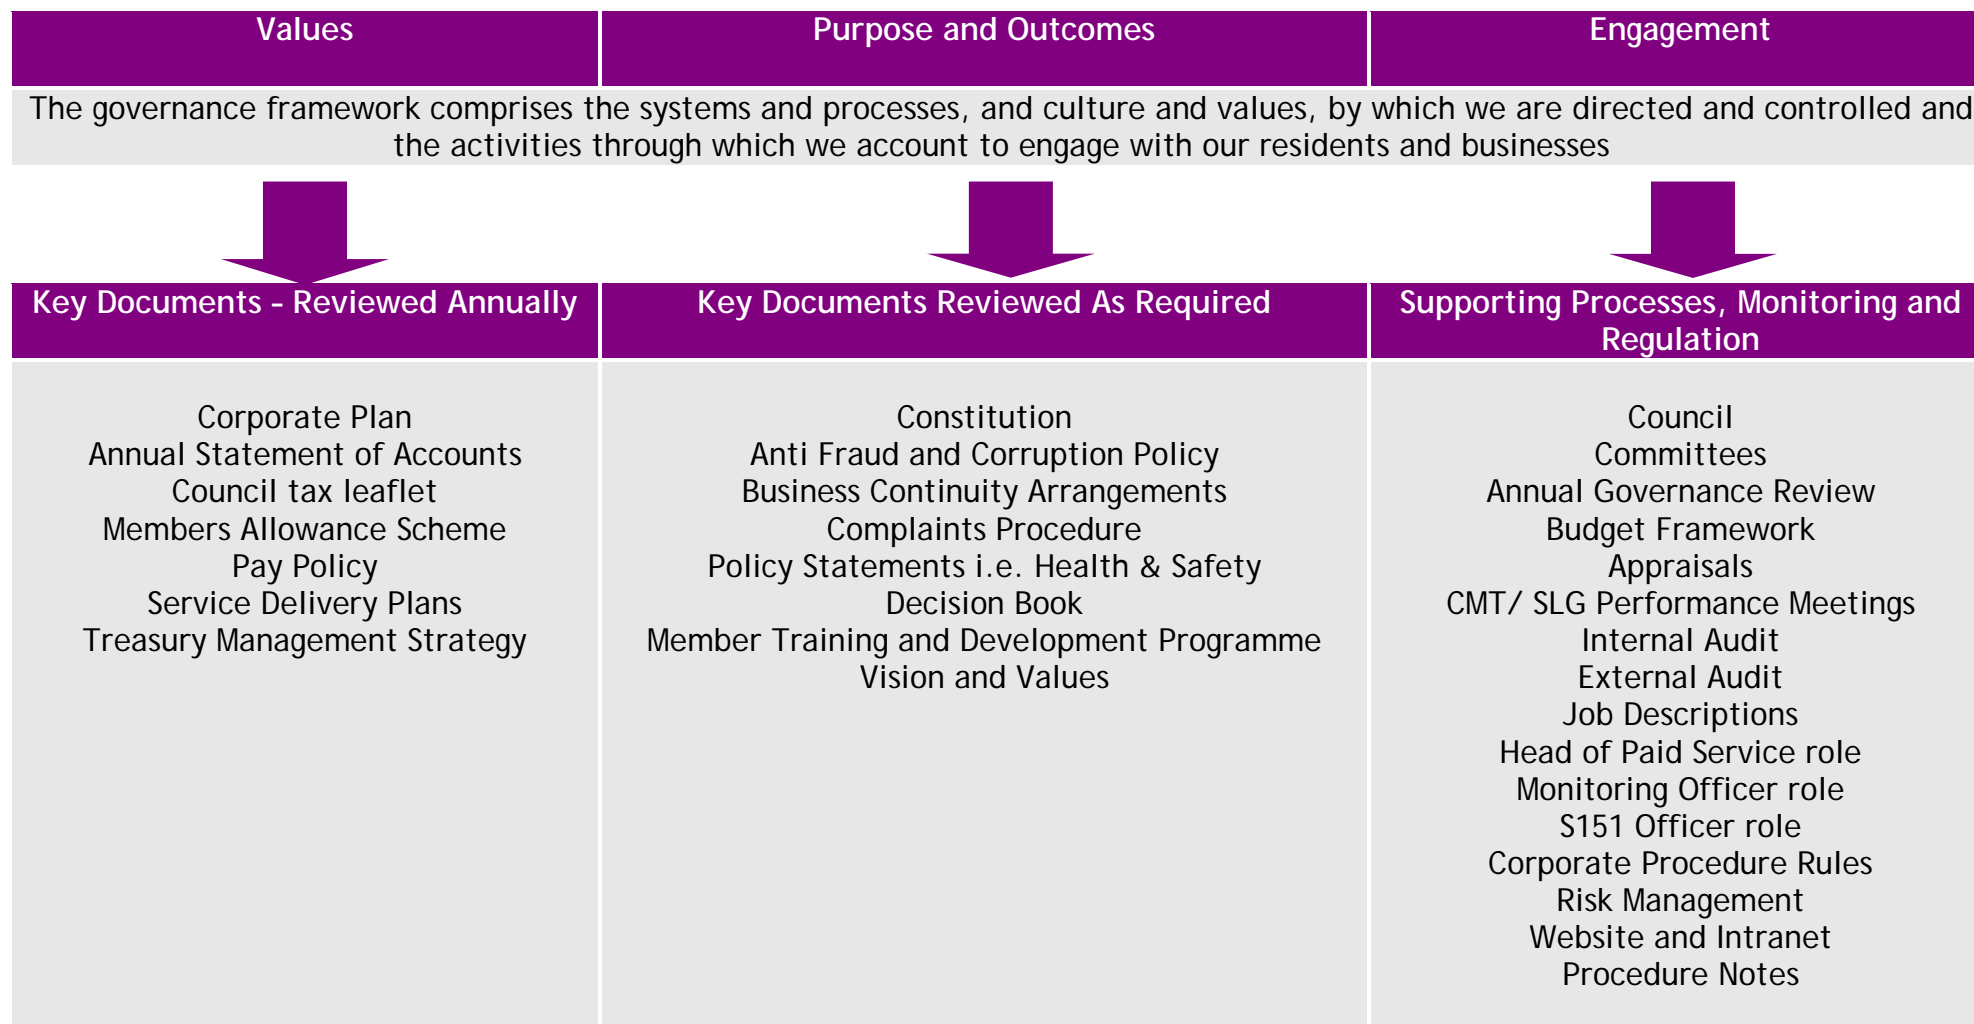 Values
Purpose and Outcomes
Engagement
The governance framework comprises the systems and processes, and culture and values, by which we are directed and controlled and
the activities through which we account to engage with our residents and businesses
Key Documents - Reviewed Annually
Key Documents Reviewed As Required
Supporting Processes, Monitoring and
Regulation
Corporate Plan
Annual Statement of Accounts
Council tax leaflet
Members Allowance Scheme
Pay Policy
Service Delivery Plans
Treasury Management Strategy
Constitution
Anti Fraud and Corruption Policy
Business Continuity Arrangements
Complaints Procedure
Policy Statements i.e. Health & Safety
Decision Book
Member Training and Development Programme
Vision and Values
Council
Committees
Annual Governance Review
Budget Framework
Appraisals
CMT/ SLG Performance Meetings
Internal Audit
External Audit
Job Descriptions
Head of Paid Service role
Monitoring Officer role
S151 Officer role
Corporate Procedure Rules
Risk Management
Website and Intranet
Procedure Notes